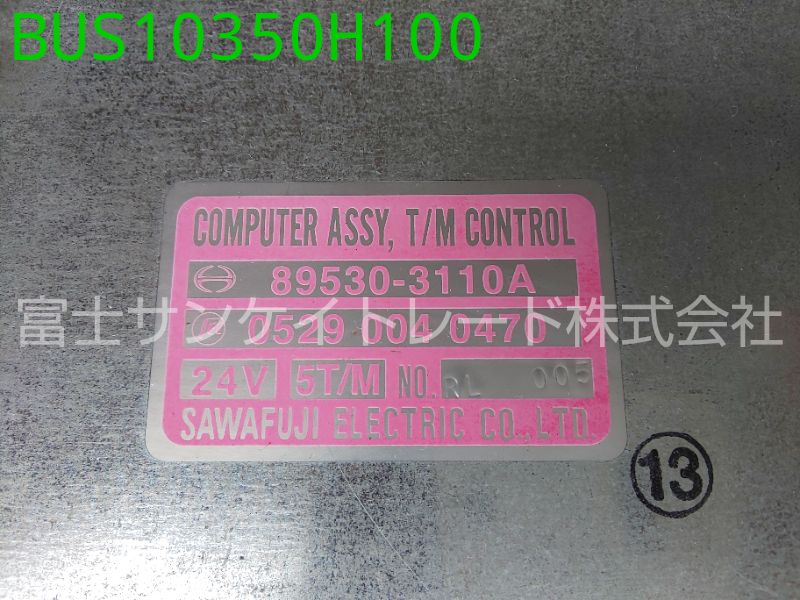 BUS10350H100
COMPUTER ASSY, T/M CONTROL
89530-3110A
富士サンケイトレード株式会社
0529 004 0470
24V 5T/M NO. RL 005
SAWAFUJI ELECTRIC CO., LTD.
13